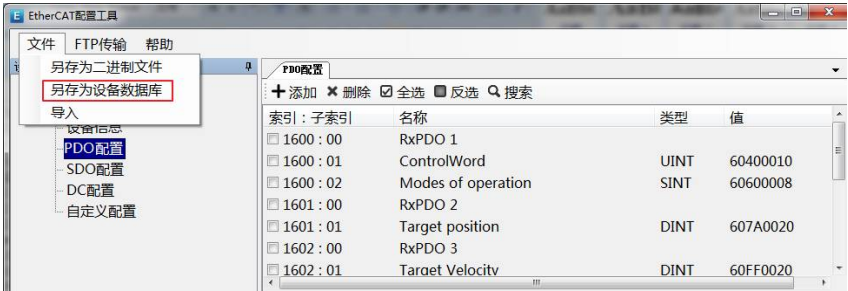 EtherCAT配置工具
文件 FTP传输 帮助
另存为二进制文件
另存为设备数据库
导入
设备信息
PDO配置
SDO配置
DC配置
自定义配置
PDO配置
添加 删除 全选 反选 搜索
索引：子索引 名称 类型 值
1600 : 00 RxPDO 1
1600 : 01 ControlWord UINT 60400010
1600 : 02 Modes of operation SINT 60600008
1601 : 00 RxPDO 2
1601 : 01 Target position DINT 607A0020
1602 : 00 RxPDO 3
1602 : 01 Target Velocity DINT 60FF0020